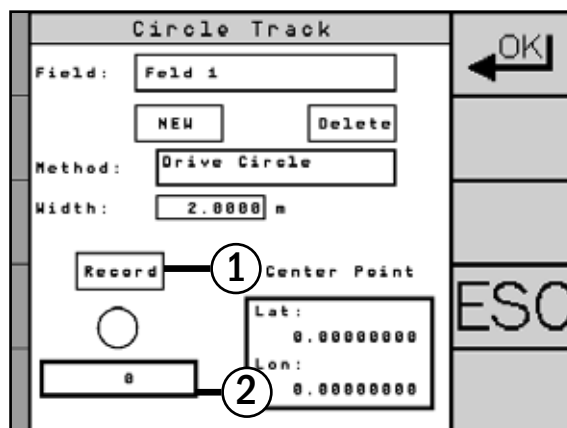 Circle Track
OK
Field: Feld 1
NEW Delete
Method: Drive Circle
Width: 2.0000 m
Record 1 Center Point
Lat:
0.00000000
ESC
Lon:
0 2 0.00000000